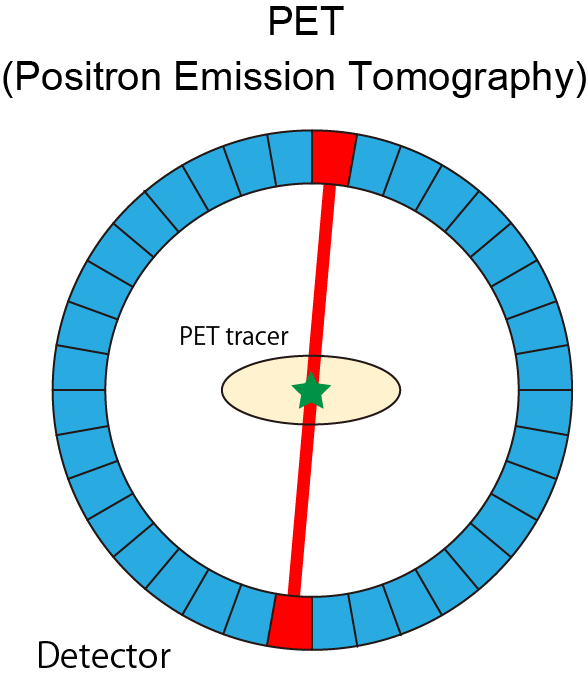 PET
(Positron Emission Tomography)
PET tracer
Detector